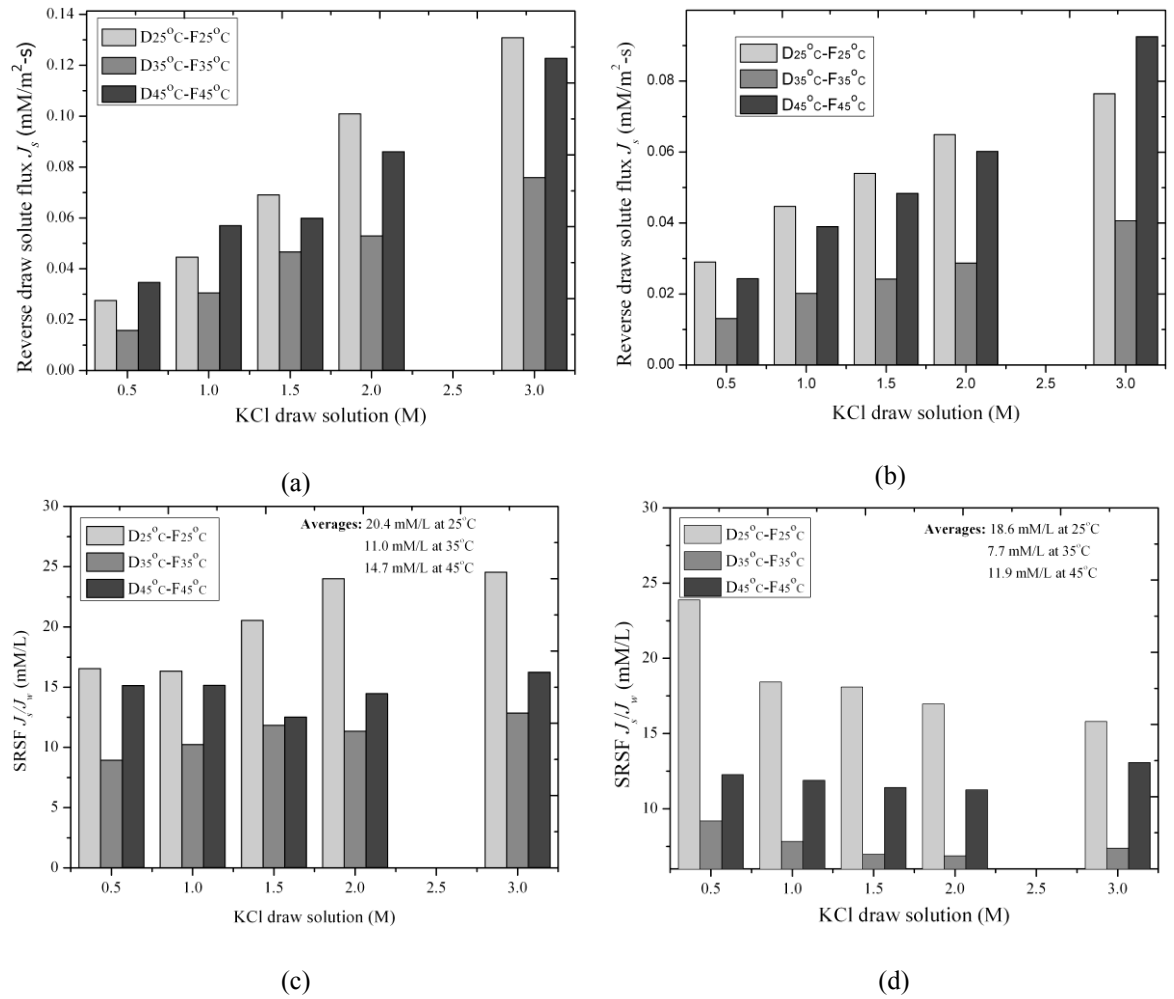 0.14
0.12
0.10
0.08
0.06
0.04
0.02
0.00
Reverse draw solute flux Js (mM/m²-s)
D25°C-F25°C
D35°C-F35°C
D45°C-F45°C
0.5 1.0 1.5 2.0 2.5 3.0
KCl draw solution (M)
(a)
0.08
0.06
0.04
0.02
0.00
Reverse draw solute flux Js (mM/m²-s)
D25°C-F25°C
D35°C-F35°C
D45°C-F45°C
0.5 1.0 1.5 2.0 2.5 3.0
KCl draw solution (M)
(b)
30
25
20
15
10
5
0
SRSF Js/Jw (mM/L)
D25°C-F25°C
D35°C-F35°C
D45°C-F45°C
Averages: 20.4 mM/L at 25°C
11.0 mM/L at 35°C
14.7 mM/L at 45°C
0.5 1.0 1.5 2.0 2.5 3.0
KCl draw solution (M)
(c)
30
25
20
15
10
SRSF Js/Jw (mM/L)
D25°C-F25°C
D35°C-F35°C
D45°C-F45°C
Averages: 18.6 mM/L at 25°C
7.7 mM/L at 35°C
11.9 mM/L at 45°C
0.5 1.0 1.5 2.0 2.5 3.0
KCl draw solution (M)
(d)